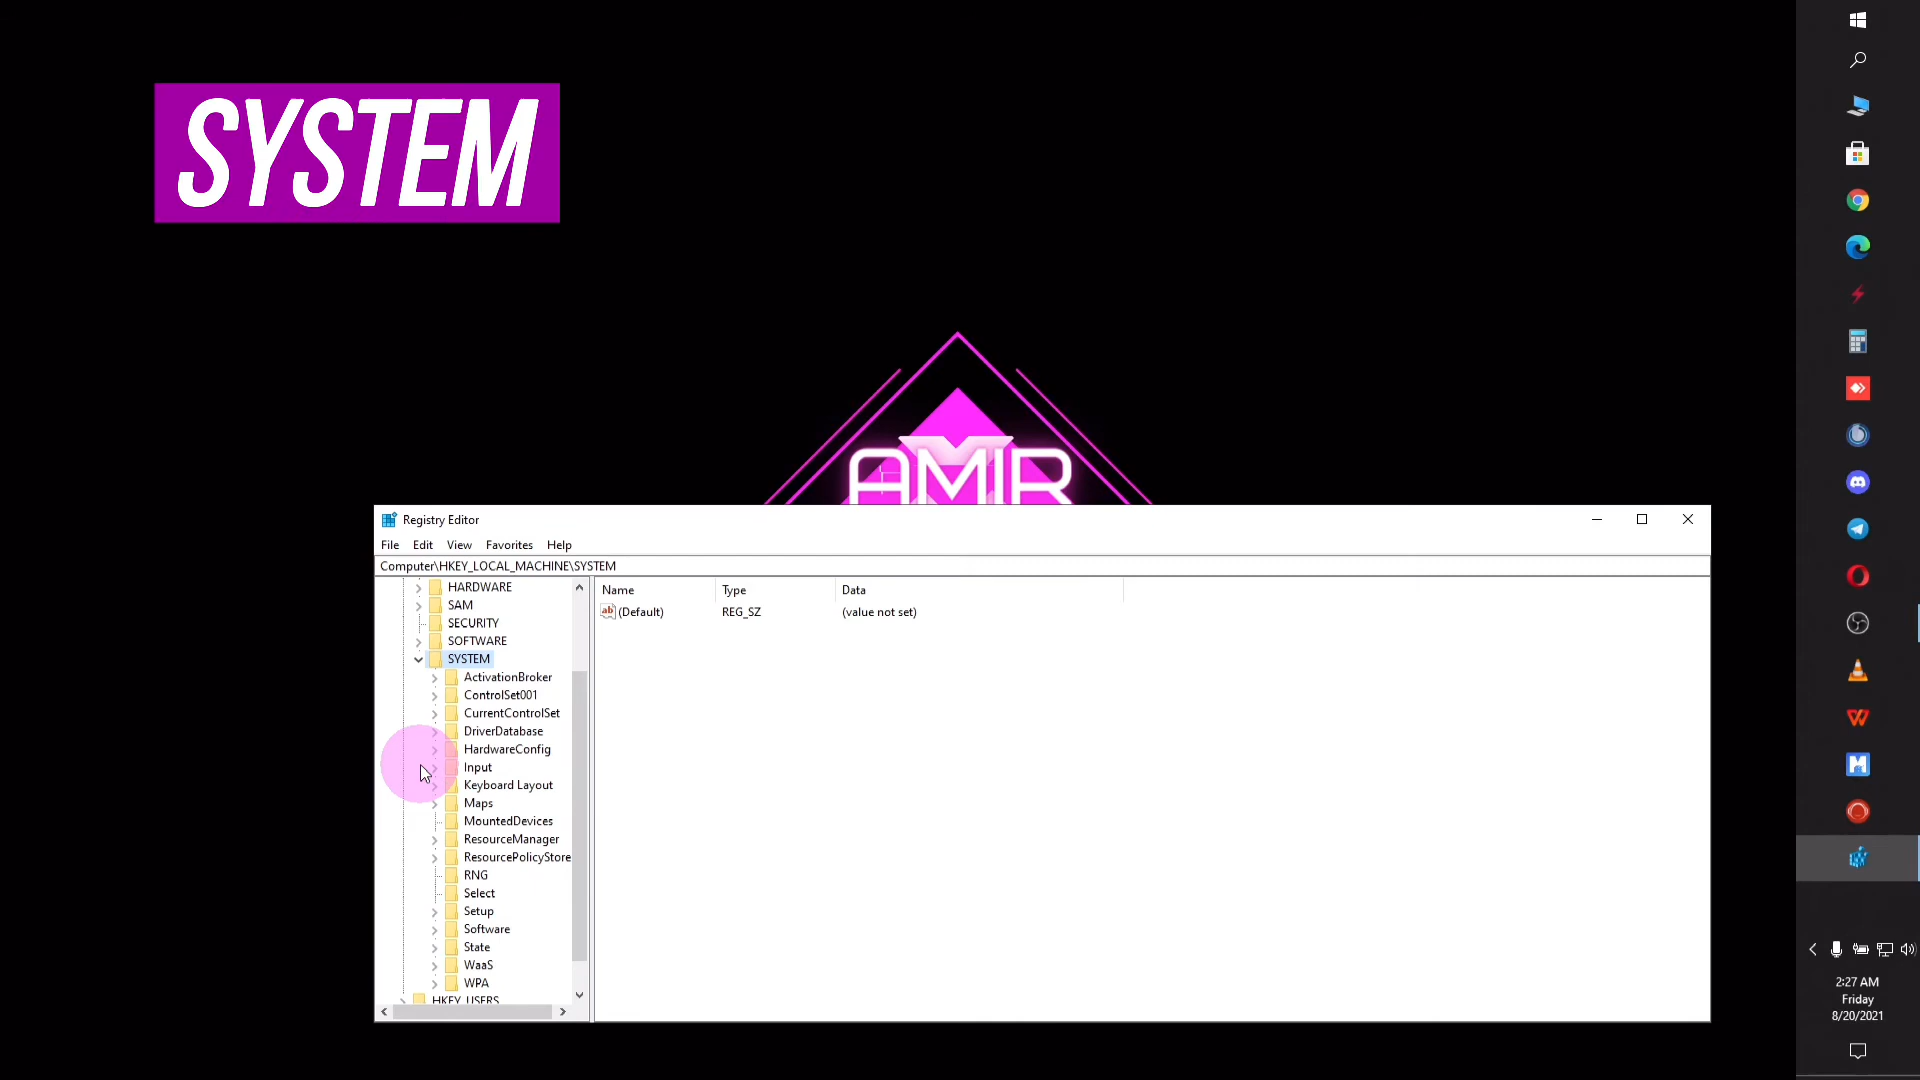 SYSTEM
AMIR
Registry Editor
File Edit View Favorites Help
Computer\HKEY_LOCAL_MACHINE\SYSTEM
Name Type Data
(Default) REG_SZ (value not set)
HARDWARE
SAM
SECURITY
SOFTWARE
SYSTEM
ActivationBroker
ControlSet001
CurrentControlSet
DriverDatabase
HardwareConfig
Input
Keyboard Layout
Maps
MountedDevices
ResourceManager
ResourcePolicyStore
RNG
Select
Setup
Software
State
WaaS
WPA
HKEY_USERS
2:27 AM
Friday
8/20/2021